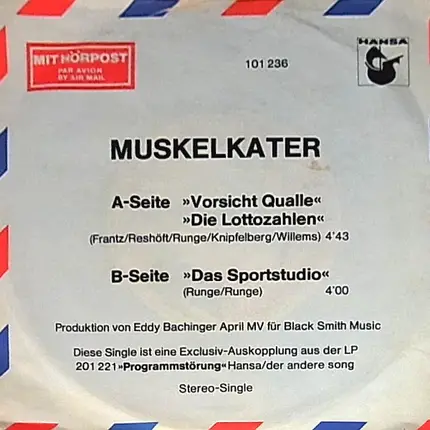 MIT HÖRPOST
PAR AVION
BY AIR MAIL
101 236
HANSA
MUSKELKATER
A-Seite »Vorsicht Qualle«
»Die Lottozahlen«
(Frantz/Reshöft/Runge/Knipfelberg/Willems) 4'43
B-Seite »Das Sportstudio«
(Runge/Runge) 4'00
Produktion von Eddy Bachinger April MV für Black Smith Music
Diese Single ist eine Exclusiv-Auskopplung aus der LP
201 221 »Programmstörung« Hansa/der andere song
Stereo-Single